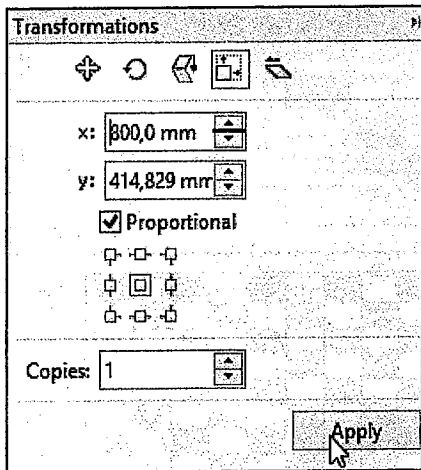 Transformations
x: 800,0 mm
y: 414,829 mm
Proportional
Copies: 1
Apply